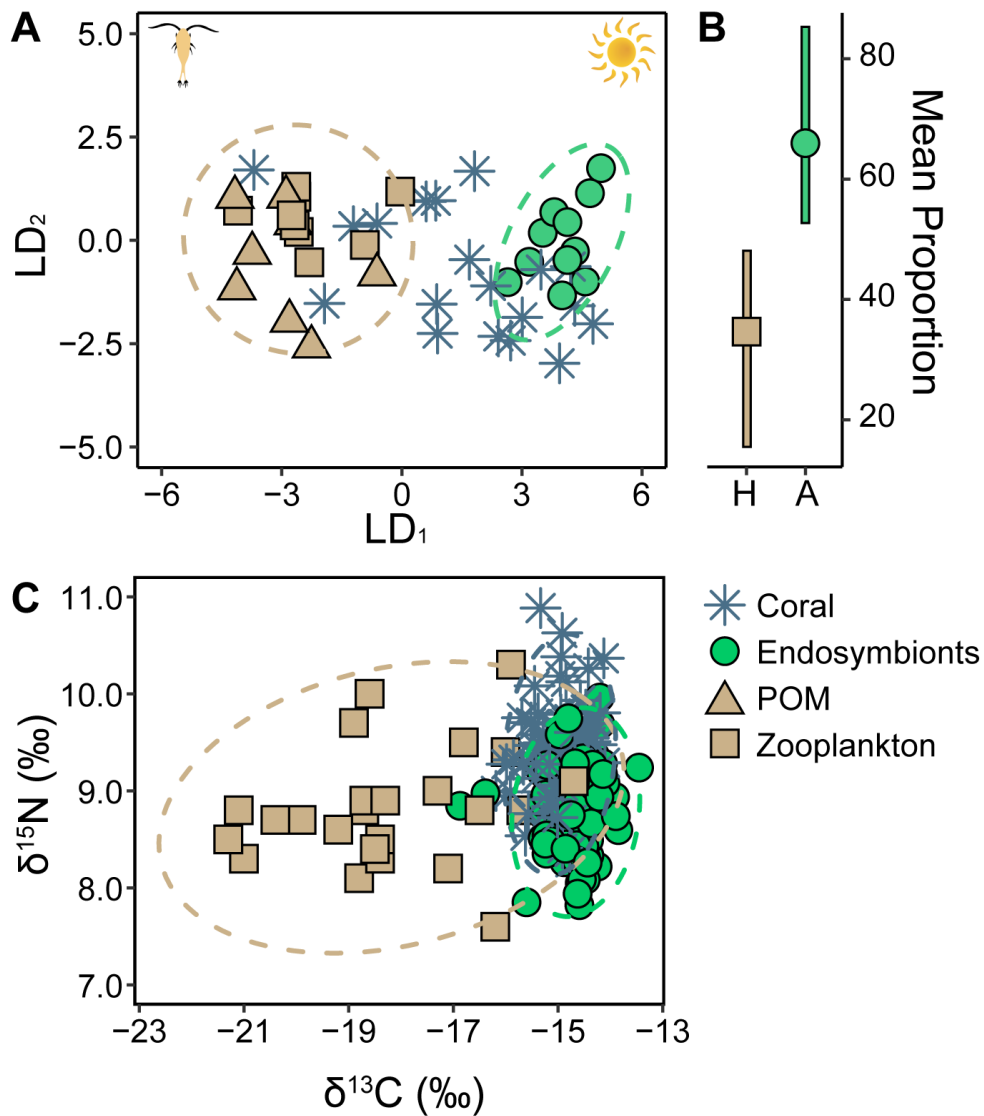 A
5.0
2.5
0.0
−2.5
−5.0
LD2
−6
−3
0
3
6
LD1
B
80
60
40
20
Mean Proportion
H
A
C
11.0
10.0
9.0
8.0
7.0
δ15N (‰)
−23
−21
−19
−17
−15
−13
δ13C (‰)
Coral
Endosymbionts
POM
Zooplankton